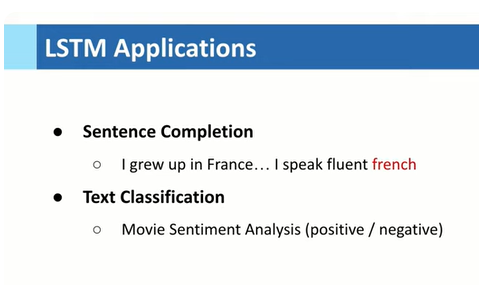 LSTM Applications
● Sentence Completion
○ I grew up in France… I speak fluent french
● Text Classification
○ Movie Sentiment Analysis (positive / negative)